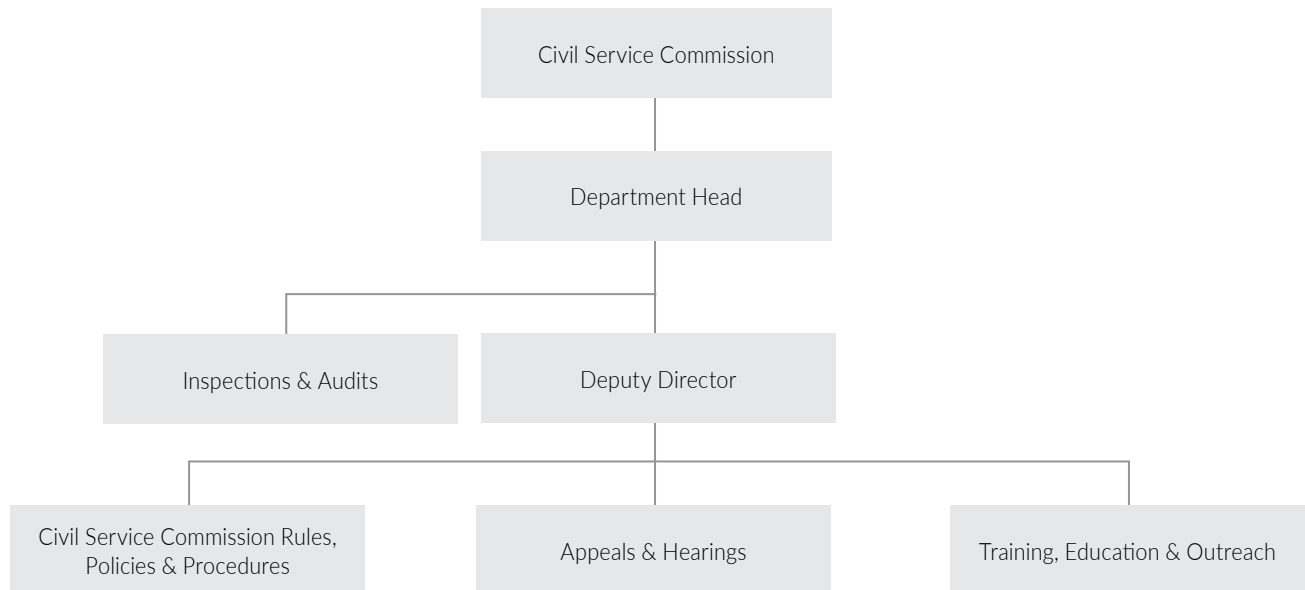 Civil Service Commission
Department Head
Inspections & Audits
Deputy Director
Civil Service Commission Rules,
Policies & Procedures
Appeals & Hearings
Training, Education & Outreach